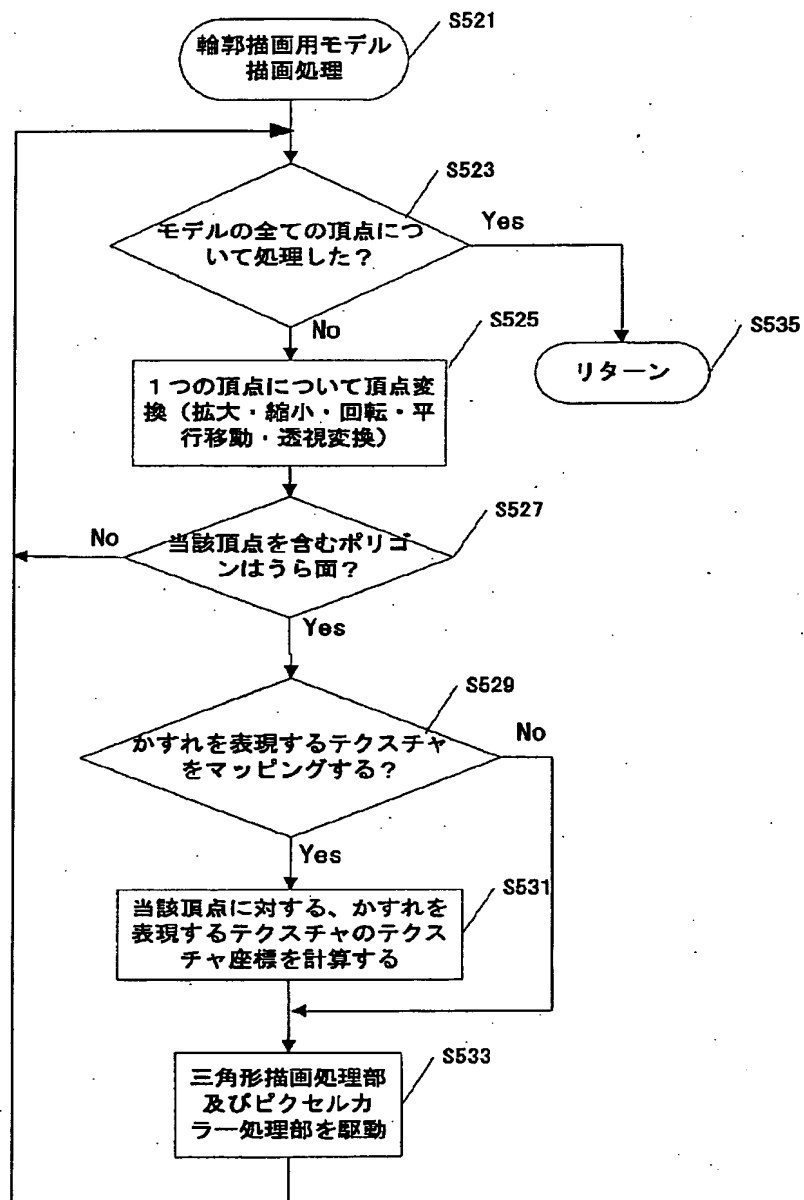 S521
輪郭描画用モデル
描画処理
S523
モデルの全ての頂点につ
いて処理した？
Yes
No
S525
S535
リターン
１つの頂点について頂点変
換（拡大・縮小・回転・平
行移動・透視変換）
S527
No
当該頂点を含むポリゴ
ンはうら面？
Yes
S529
No
かすれを表現するテクスチャ
をマッピングする？
Yes
S531
当該頂点に対する、かすれを
表現するテクスチャのテクス
チャ座標を計算する
S533
三角形描画処理部
及びピクセルカ
ラー処理部を駆動